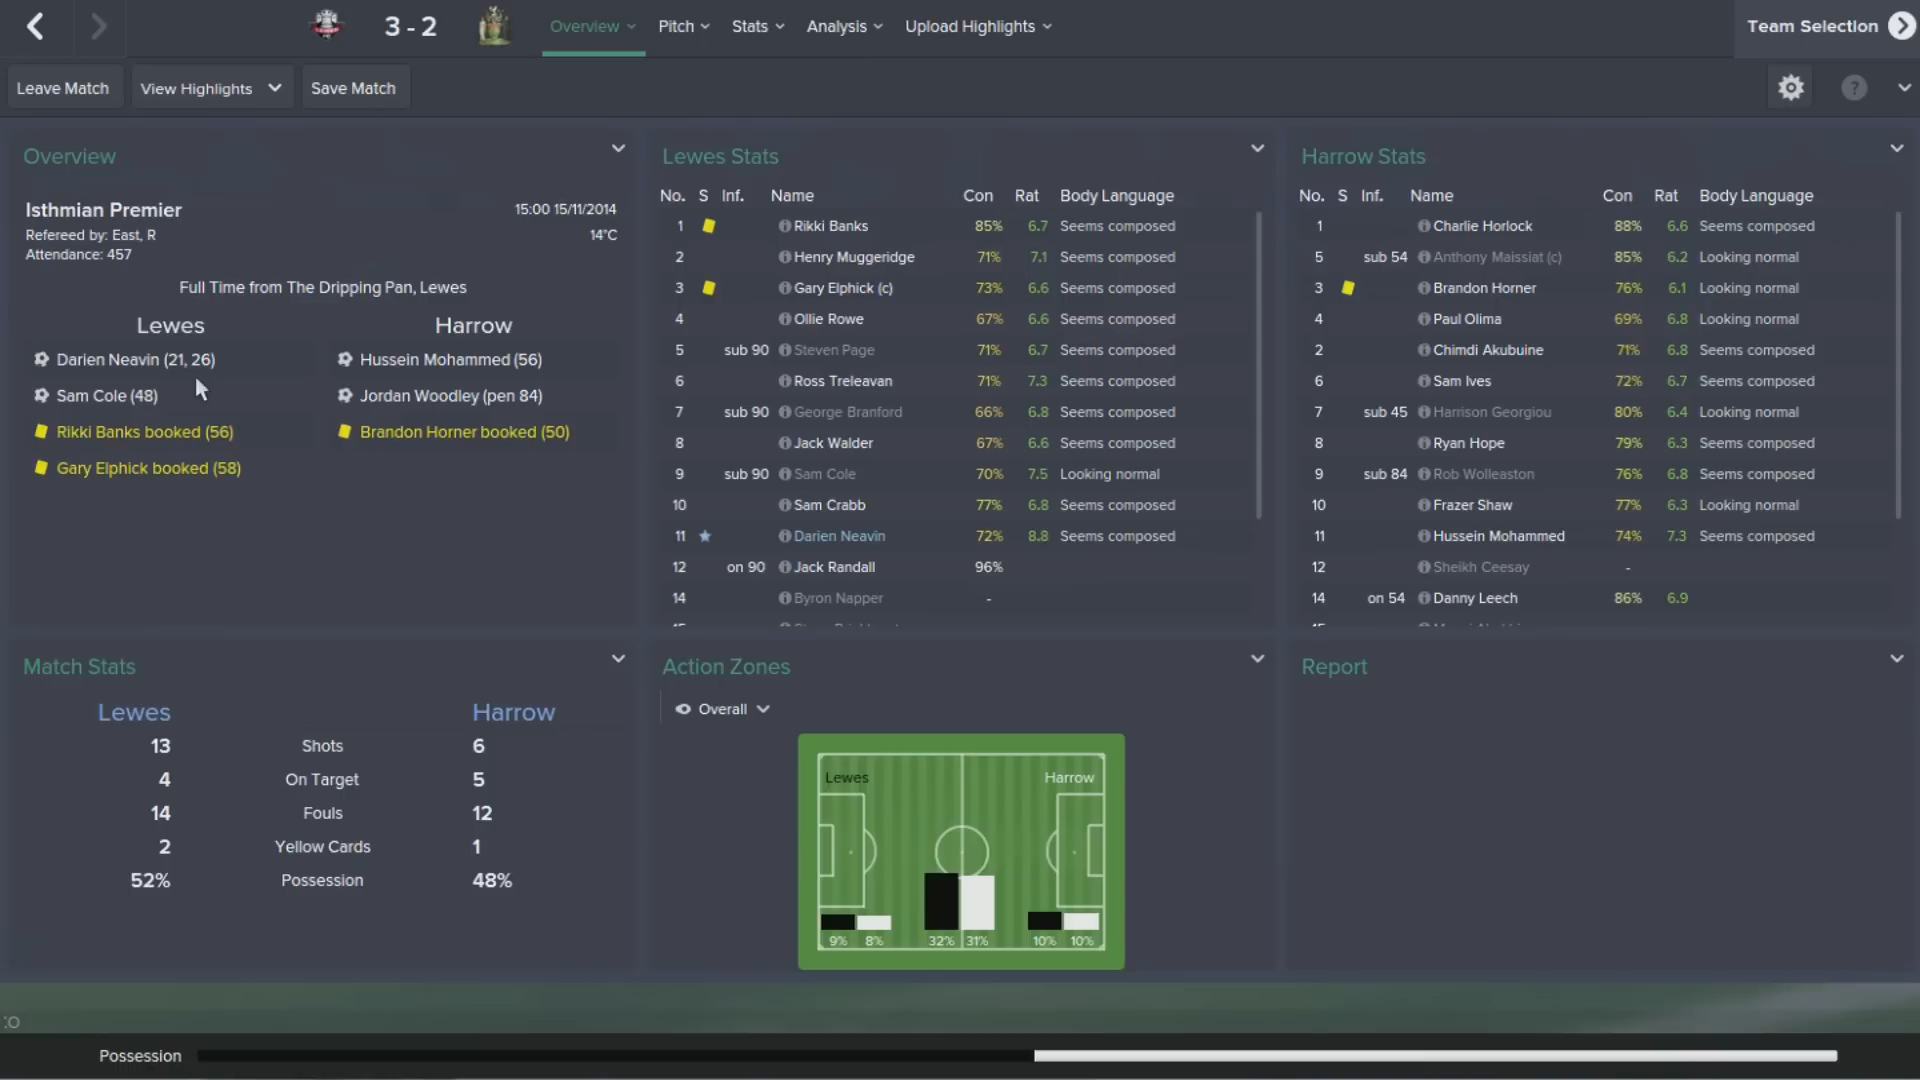 3 - 2
Overview
Pitch
Stats
Analysis
Upload Highlights
Team Selection
Leave Match
View Highlights
Save Match
?
Overview
Isthmian Premier 15:00 15/11/2014
Refereed by: East, R 14°C
Attendance: 457
Full Time from The Dripping Pan, Lewes
Lewes Harrow
Darien Neavin (21, 26) Hussein Mohammed (56)
Sam Cole (48) Jordan Woodley (pen 84)
Rikki Banks booked (56) Brandon Horner booked (50)
Gary Elphick booked (58)
Lewes Stats
No. S Inf. Name Con Rat Body Language
1 Rikki Banks 85% 6.7 Seems composed
2 Henry Muggeridge 71% 7.1 Seems composed
3 Gary Elphick (c) 73% 6.6 Seems composed
4 Ollie Rowe 67% 6.6 Seems composed
5 sub 90 Steven Page 71% 6.7 Seems composed
6 Ross Treleavan 71% 7.3 Seems composed
7 sub 90 George Branford 66% 6.8 Seems composed
8 Jack Walder 67% 6.6 Seems composed
9 sub 90 Sam Cole 70% 7.5 Looking normal
10 Sam Crabb 77% 6.8 Seems composed
11 Darien Neavin 72% 8.8 Seems composed
12 on 90 Jack Randall 96%
14 Byron Napper -
Harrow Stats
No. S Inf. Name Con Rat Body Language
1 Charlie Horlock 88% 6.6 Seems composed
5 sub 54 Anthony Maissiat (c) 85% 6.2 Looking normal
3 Brandon Horner 76% 6.1 Looking normal
4 Paul Olima 69% 6.8 Looking normal
2 Chimdi Akubuine 71% 6.8 Seems composed
6 Sam Ives 72% 6.7 Seems composed
7 sub 45 Harrison Georgiou 80% 6.4 Looking normal
8 Ryan Hope 79% 6.3 Seems composed
9 sub 84 Rob Wolleaston 76% 6.8 Seems composed
10 Frazer Shaw 77% 6.3 Looking normal
11 Hussein Mohammed 74% 7.3 Seems composed
12 Sheikh Ceesay -
14 on 54 Danny Leech 86% 6.9
Match Stats
Lewes Harrow
13 Shots 6
4 On Target 5
14 Fouls 12
2 Yellow Cards 1
52% Possession 48%
Action Zones
Overall
Lewes Harrow
9% 8% 32% 31% 10% 10%
Report
Possession